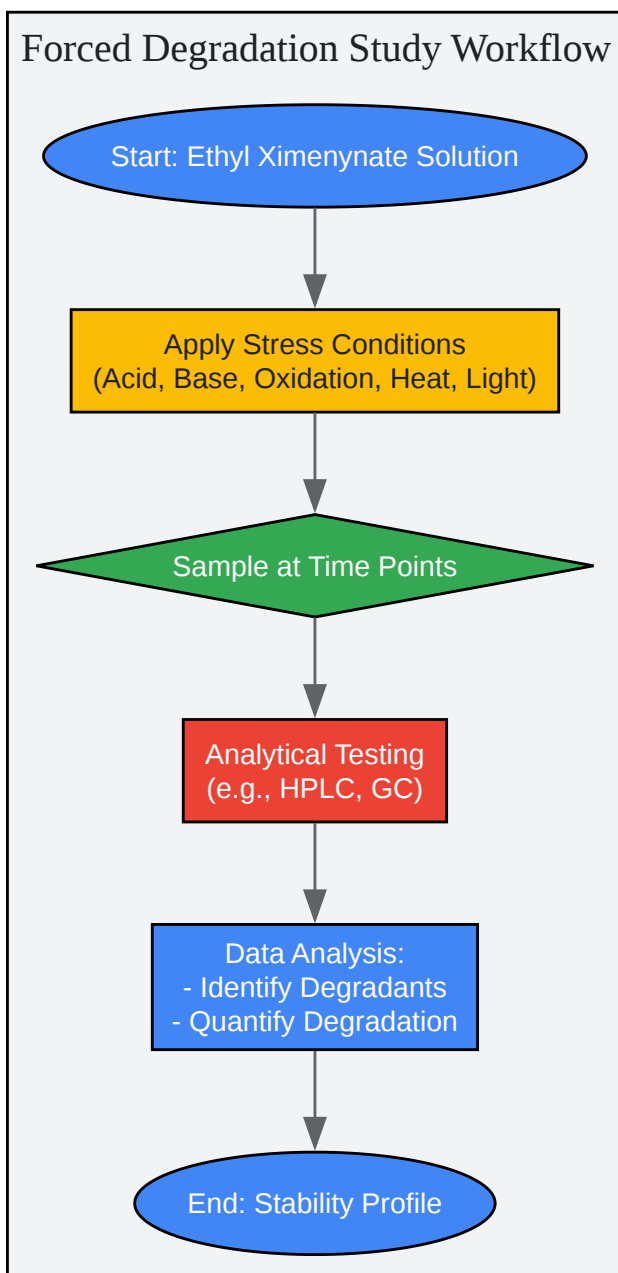 Forced Degradation Study Workflow
Start: Ethyl Ximenynate Solution
Apply Stress Conditions
(Acid, Base, Oxidation, Heat, Light)
Sample at Time Points
Analytical Testing
(e.g., HPLC, GC)
Data Analysis:
- Identify Degradants
- Quantify Degradation
End: Stability Profile